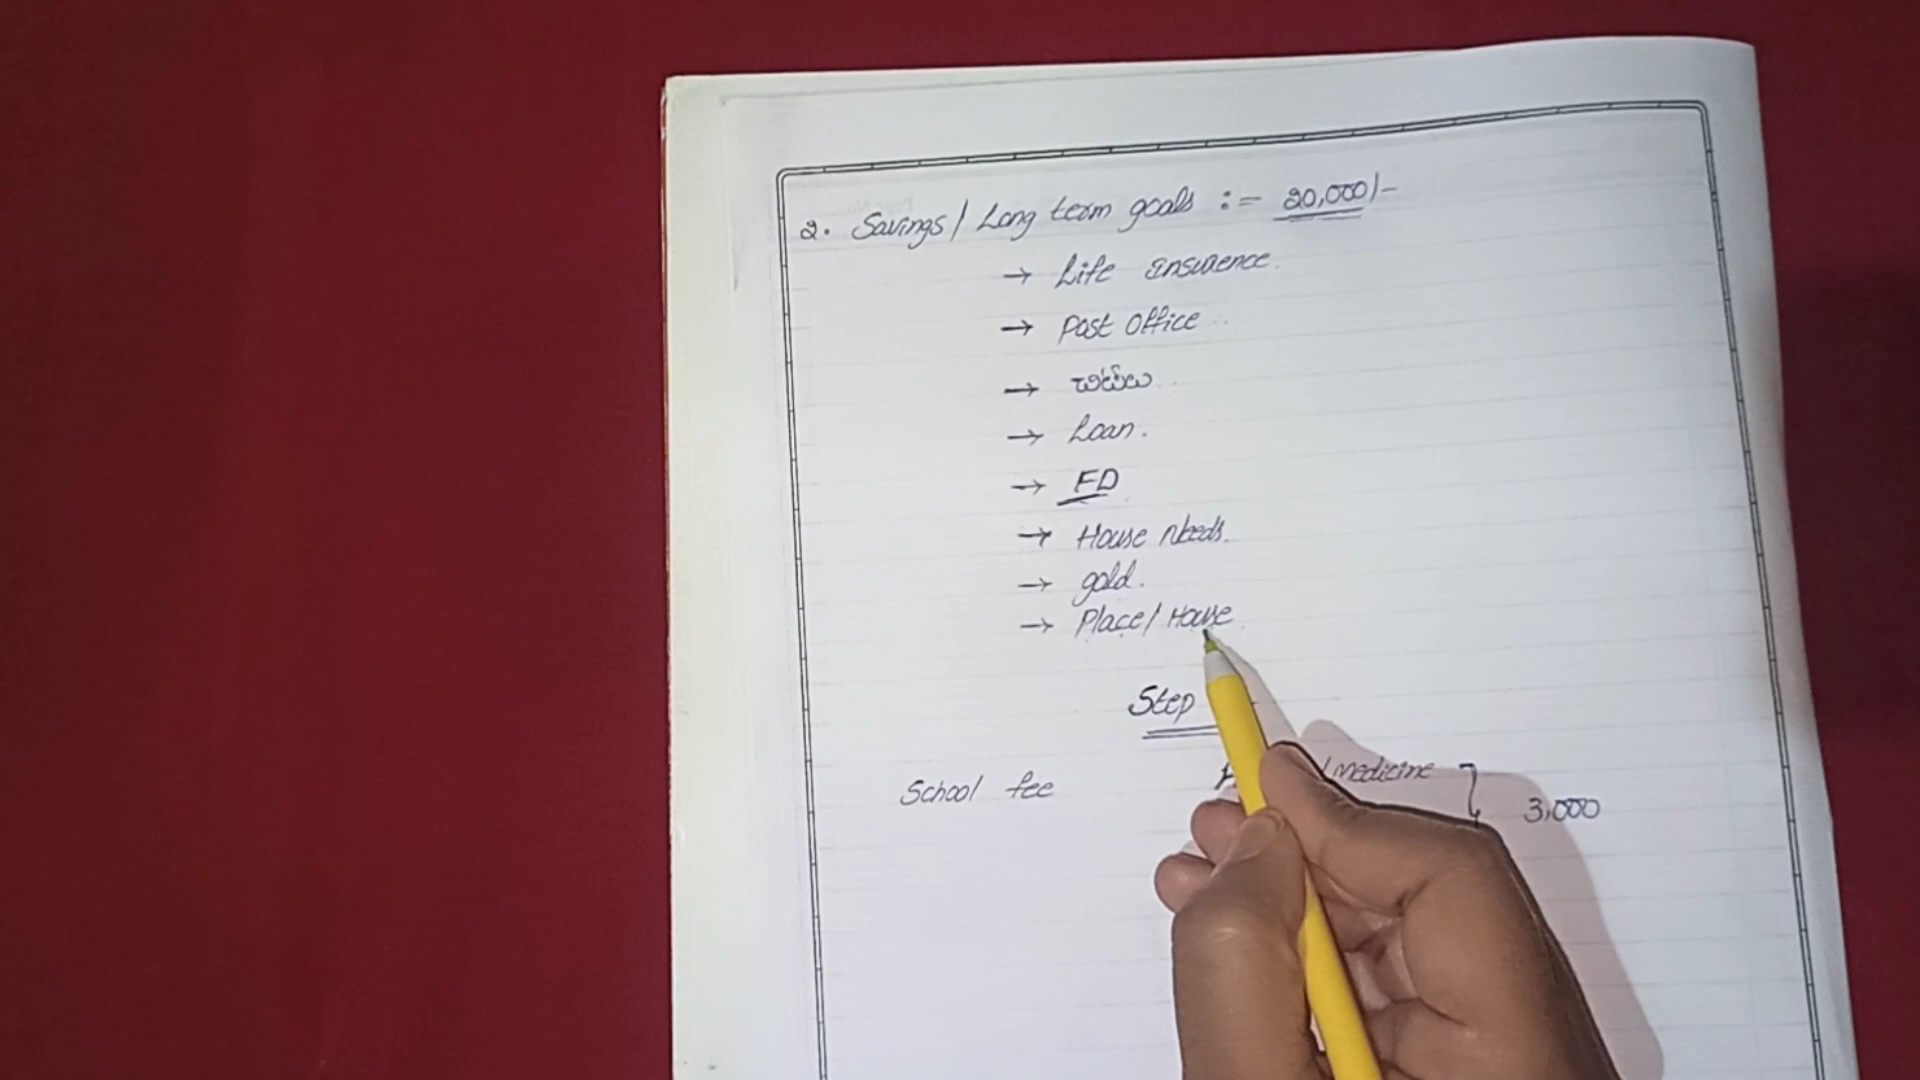 2. Savings / Long term goals :- 20,000/-
→ Life insurence.
→ Post Office
→
→ Loan.
→ FD
→ House needs.
→ gold.
→ Place / House.
Step
School fee / medicine } 3,000